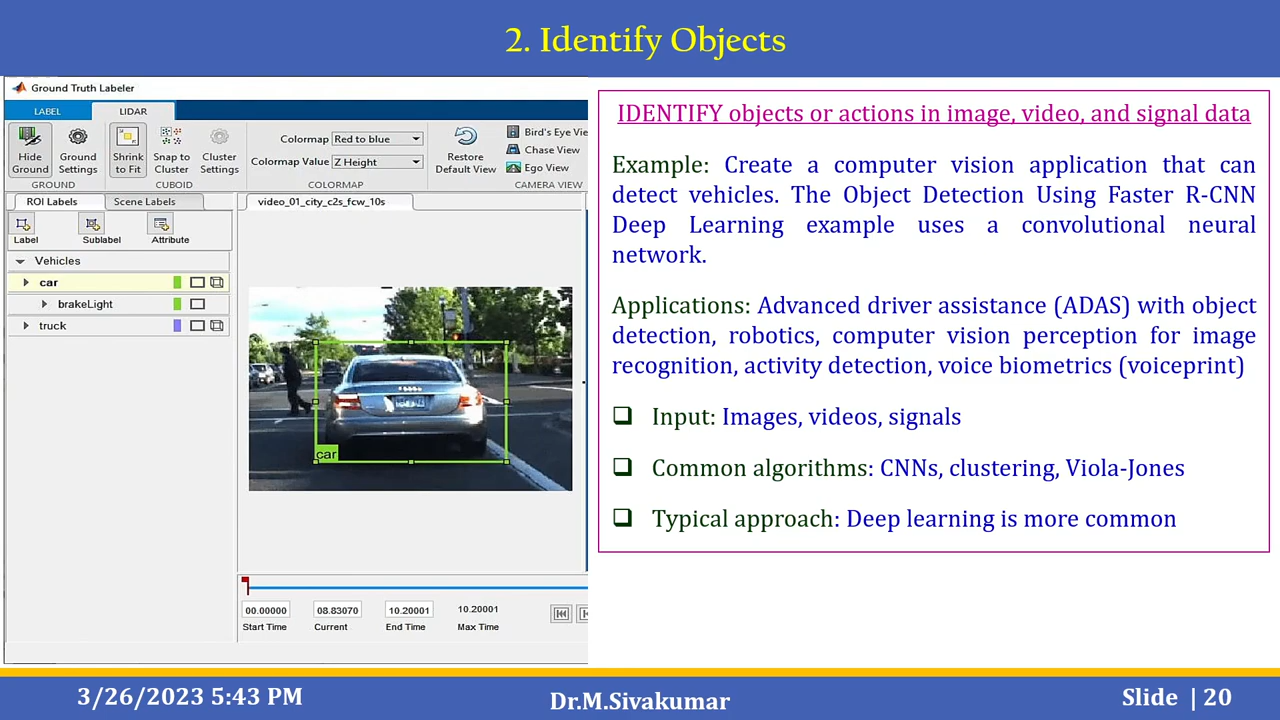 2. Identify Objects
Ground Truth Labeler
LABEL
LIDAR
Hide
Ground
Ground
Settings
GROUND
Shrink
to Fit
Snap to
Cluster
Cluster
Settings
CUBOID
Colormap Red to blue
Colormap Value Z Height
COLORMAP
Restore
Default View
Bird's Eye Vie
Chase View
Ego View
CAMERA VIEW
ROI Labels
Scene Labels
Label
Sublabel
Attribute
Vehicles
car
brakeLight
truck
video_01_city_c2s_fcw_10s
car
00.00000 08.83070 10.20001 10.20001
Start Time Current End Time Max Time
IDENTIFY objects or actions in image, video, and signal data
Example: Create a computer vision application that can
detect vehicles. The Object Detection Using Faster R-CNN
Deep Learning example uses a convolutional neural
network.
Applications: Advanced driver assistance (ADAS) with object
detection, robotics, computer vision perception for image
recognition, activity detection, voice biometrics (voiceprint)
Input: Images, videos, signals
Common algorithms: CNNs, clustering, Viola-Jones
Typical approach: Deep learning is more common
3/26/2023 5:43 PM
Dr.M.Sivakumar
Slide | 20